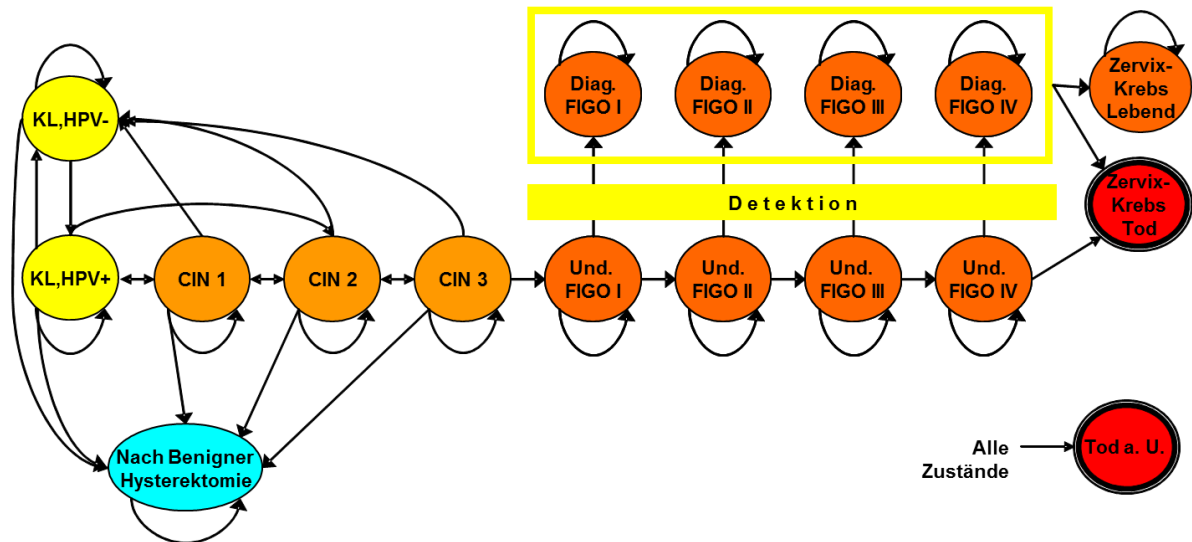 KL,HPV-
Diag.
FIGO I
Diag.
FIGO II
Diag.
FIGO III
Diag.
FIGO IV
Zervix-
Krebs
Lebend
Zervix-
Krebs
Tod
Detektion
KL,HPV+
CIN 1
CIN 2
CIN 3
Und.
FIGO I
Und.
FIGO II
Und.
FIGO III
Und.
FIGO IV
Nach Benigner
Hysterektomie
Alle
Zustände
Tod a. U.